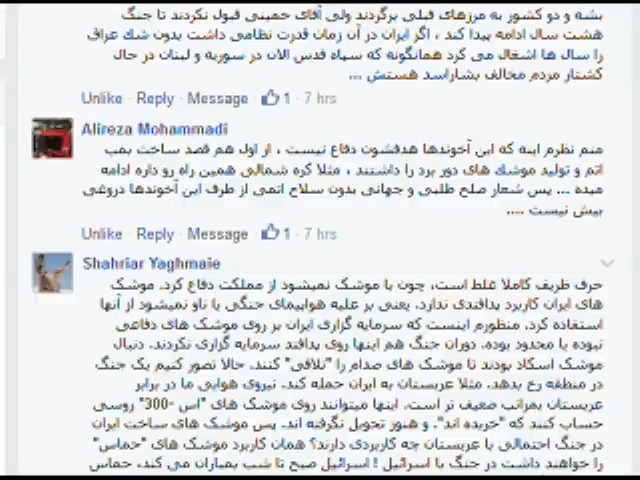 بشه و دو کشور به مرزهای قبلی برگردند ولی آقای خمینی قبول نکردند تا جنگ
هشت سال ادامه پیدا کند ، اگر ایران در آن زمان قدرت نظامی داشت بدون شك عراق
را سال ها اشغال می کرد همانگونه که سپاه قدس الان در سوریه و لبنان در حال
کشتار مردم مخالف بشاراسد هستش ...
Unlike · Reply · Message · 1 · 7 hrs
Alireza Mohammadi
منم نظرم اینه که این آخوندها هدفشون دفاع نیست ، از اول هم قصد ساخت بمب
اتم و تولید موشك های دور برد را داشتند ، مثلا کره شمالی همین راه رو داره ادامه
میده ... پس شعار صلح طلبی و جهانی بدون سلاح اتمی از طرف این آخوندها دروغی
بیش نیست ....
Unlike · Reply · Message · 1 · 7 hrs
Shahriar Yaghmaie
حرف ظریف کاملا غلط است، چون با موشک نمیشود از مملکت دفاع کرد. موشک
های ایران کاربرد پدافندی ندارد. یعنی بر علیه هواپیمای جنگی یا ناو نمیشود از آنها
استفاده کرد. منظورم اینست که سرمایه گزاری ایران بر روی موشک های دفاعی
نبوده یا محدود بوده. دوران جنگ هم اینها روی پدافند سرمایه گزاری نکردند. دنبال
موشک اسکاد بودند تا موشک های صدام را "تلافی" کنند. حالا تصور کنیم یک جنگ
در منطقه رخ بدهد. مثلا عربستان به ایران حمله کند. نیروی هوایی ما در برابر
عربستان بمراتب ضعیف تر است. اینها میتوانند روی موشک های "اس -300" روسی
حساب کنند که "خریده اند". و هنوز تحویل نگرفته اند. پس موشک های ساخت ایران
در جنگ احتمالی با عربستان چه کاربردی دارند؟ همان کاربرد موشک های "حماس"
را خواهند داشت در جنگ با اسرائیل ! اسرائیل صبح تا شب بمباران می کند، حماس